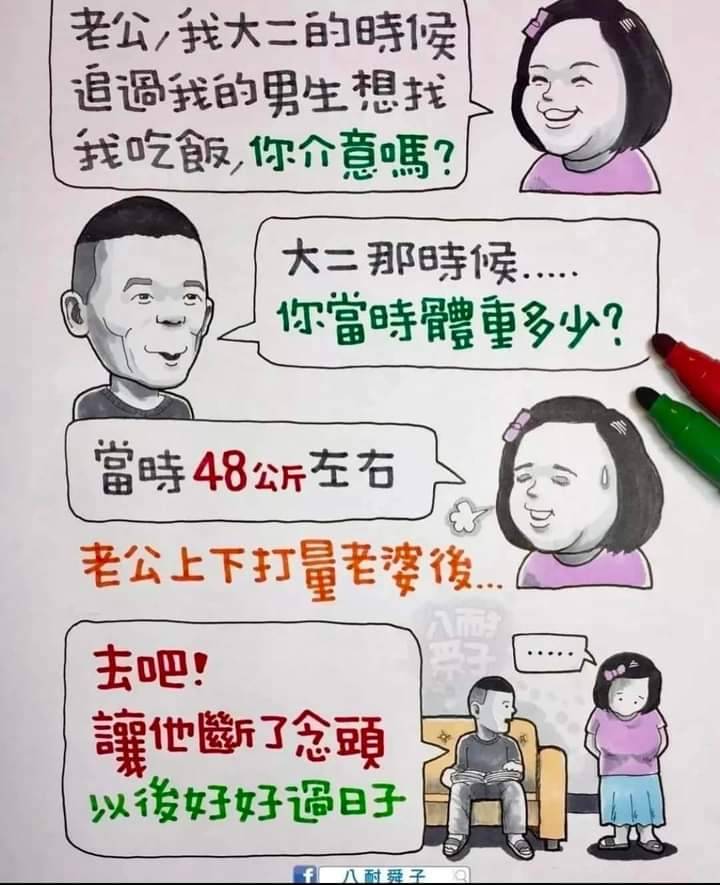 老公,我大二的時候
追過我的男生想找
我吃飯,你介意嗎?
大二那時候.....
你當時體重多少?
當時48公斤左右
老公上下打量老婆後...
八耐舜子
.....
去吧!
讓他斷了念頭
以後好好過日子
f 八耐舜子